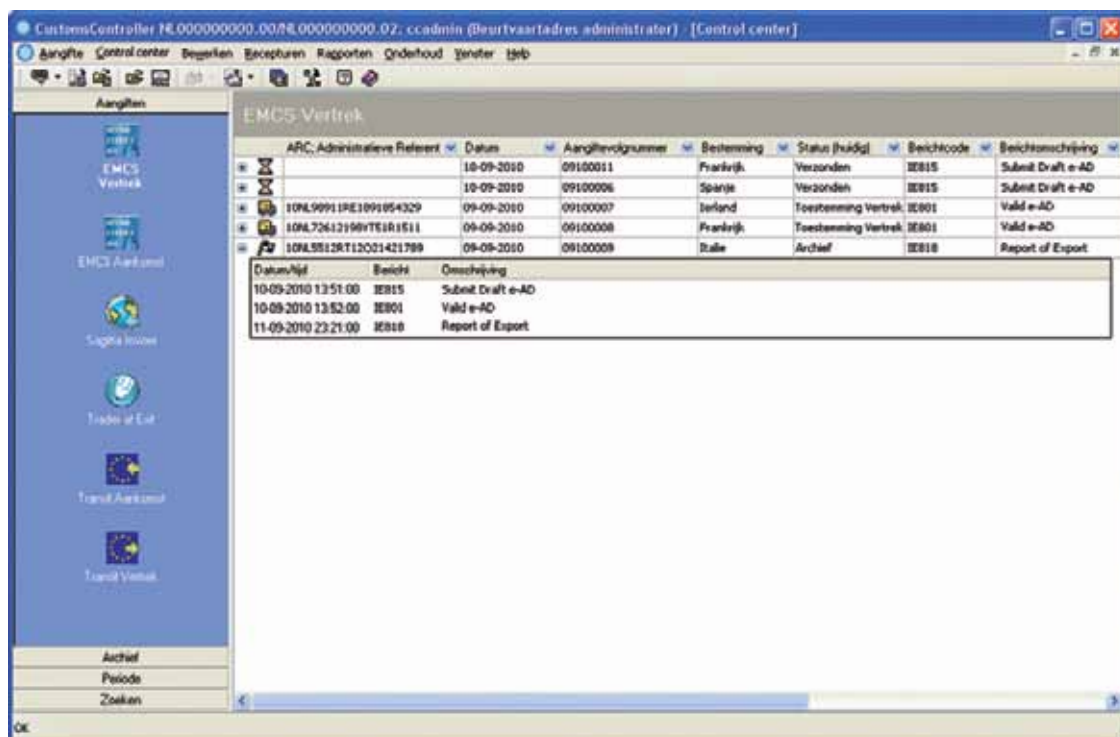 CustomsController NL000000000.00/NL000000000.02: ccadmin (Beurtvaartadres administrator) - [Control center]
Aangifte Control center Bewerken Recepturen Rapporten Onderhoud Venster Help
Aangiften
EMCS Vertrek
EMCS
Vertrek
EMCS Aankomst
Sagitta Invoer
Trader at Exit
Transit Aankomst
Transit Vertrek
Archief
Periode
Zoeken
ARC, Administratieve Referent Datum Aangiftevolgnummer Bestemming Status (huidig) Berichtcode Berichtomschrijving
10-09-2010 09100011 Frankrijk Verzonden IE815 Submit Draft e-AD
10-09-2010 09100006 Spanje Verzonden IE815 Submit Draft e-AD
09-09-2010 09100007 Ierland Toestemming Vertrek IE801 Valid e-AD
09-09-2010 09100008 Frankrijk Toestemming Vertrek IE801 Valid e-AD
10NL5512RT12O21421789 09-09-2010 09100009 Italie Archief IE818 Report of Export
Datum/tijd Bericht Omschrijving
10-09-2010 13:51:00 IE815 Submit Draft e-AD
10-09-2010 13:52:00 IE801 Valid e-AD
11-09-2010 23:21:00 IE818 Report of Export
OK